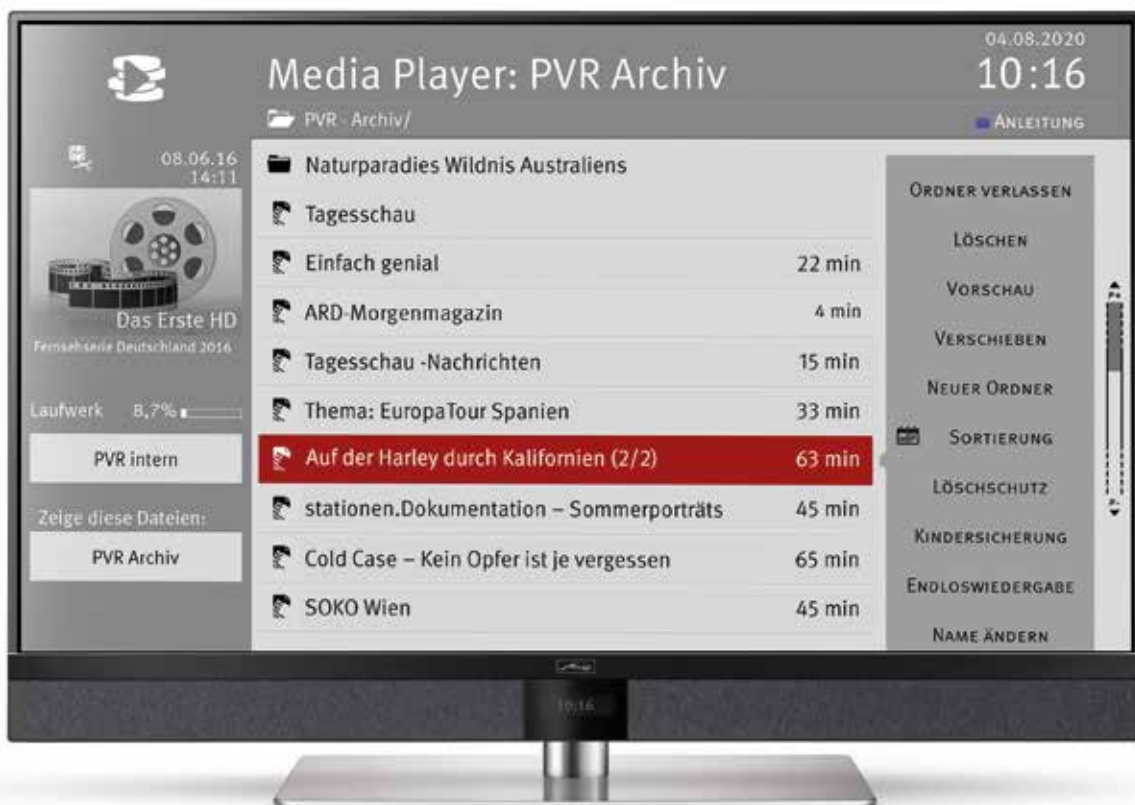 Media Player: PVR Archiv
04.08.2020
10:16
PVR - Archiv/
ANLEITUNG
08.06.16
14:11
Das Erste HD
Fernsehserie Deutschland 2016
Laufwerk 8,7%
PVR intern
Zeige diese Dateien:
PVR Archiv
Naturparadies Wildnis Australiens
Tagesschau
Einfach genial 22 min
ARD-Morgenmagazin 4 min
Tagesschau -Nachrichten 15 min
Thema: EuropaTour Spanien 33 min
Auf der Harley durch Kalifornien (2/2) 63 min
stationen.Dokumentation – Sommerporträts 45 min
Cold Case – Kein Opfer ist je vergessen 65 min
SOKO Wien 45 min
ORDNER VERLASSEN
LÖSCHEN
VORSCHAU
VERSCHIEBEN
NEUER ORDNER
SORTIERUNG
LÖSCHSCHUTZ
KINDERSICHERUNG
ENDLOSWIEDERGABE
NAME ÄNDERN
P+
P-
10:16